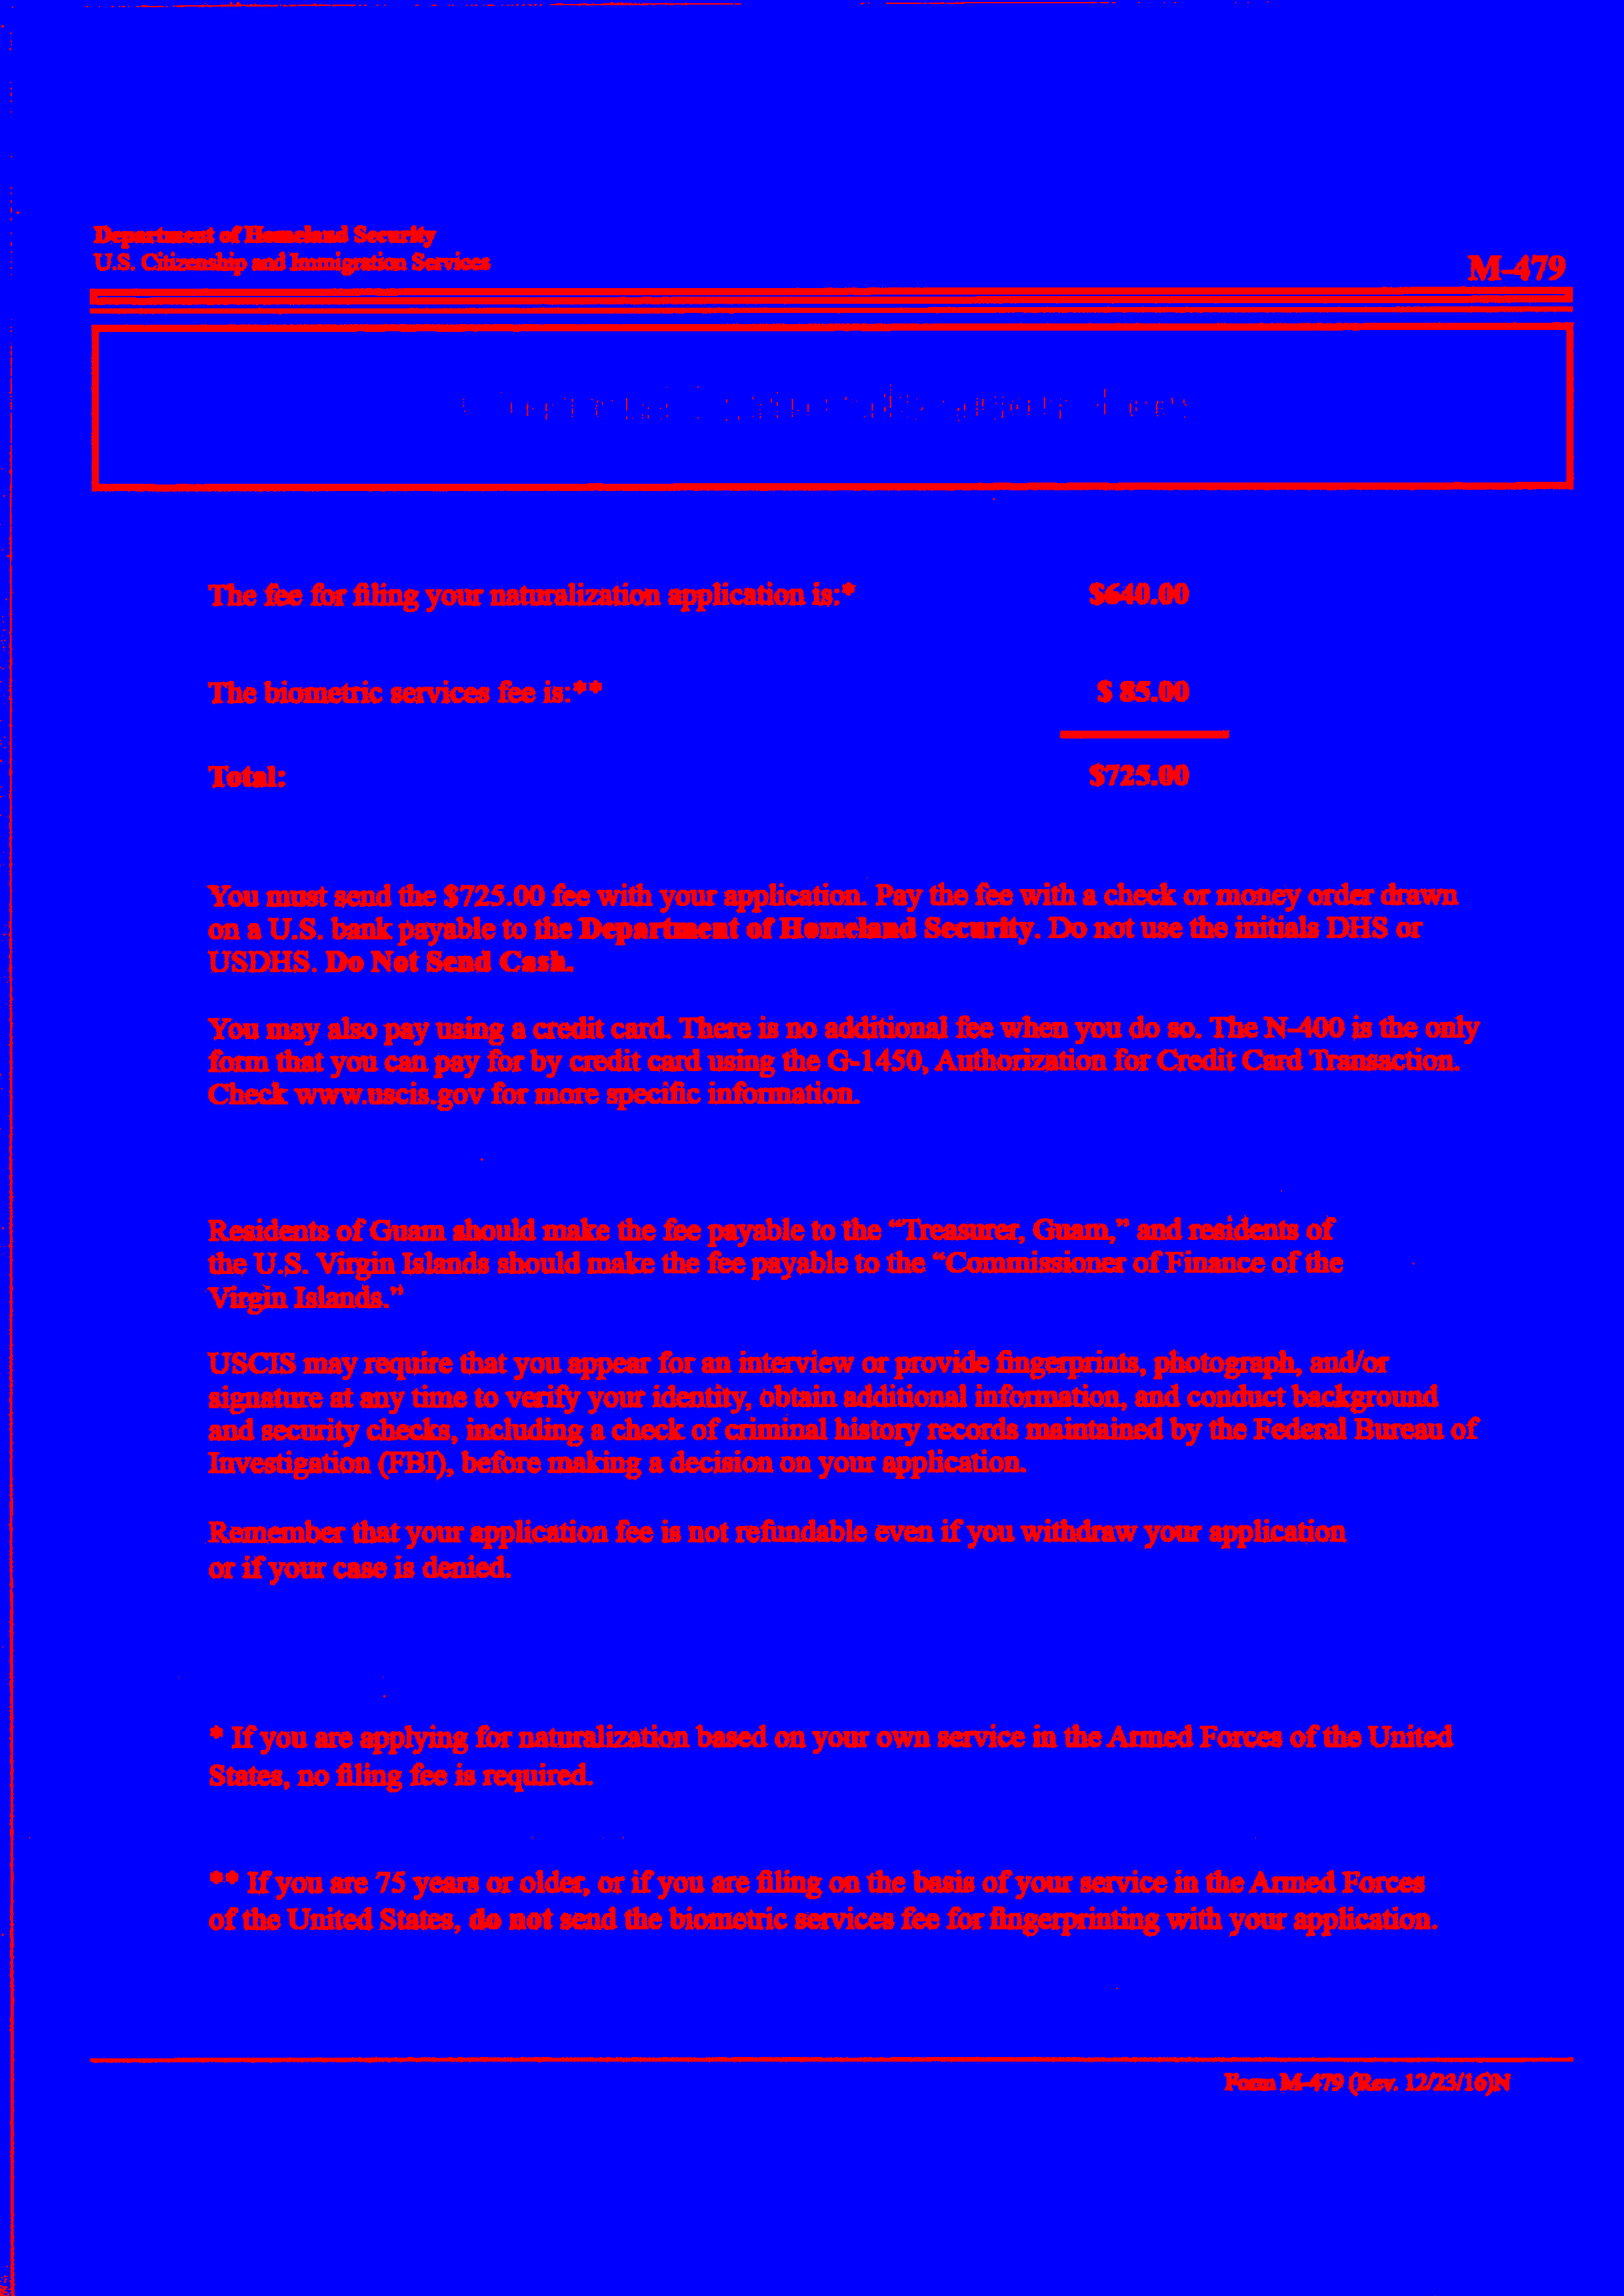 Department of Homeland Security
U.S. Citizenship and Immigration Services
M-479
The fee for filing your naturalization application is:* $640.00
The biometric services fee is:** $ 85.00
Total: $725.00
You must send the $725.00 fee with your application. Pay the fee with a check or money order drawn
on a U.S. bank payable to the Department of Homeland Security. Do not use the initials DHS or
USDHS. Do Not Send Cash.
You may also pay using a credit card. There is no additional fee when you do so. The N-400 is the only
form that you can pay for by credit card using the G-1450, Authorization for Credit Card Transaction.
Check www.uscis.gov for more specific information.
Residents of Guam should make the fee payable to the “Treasurer, Guam,” and residents of
the U.S. Virgin Islands should make the fee payable to the “Commissioner of Finance of the
Virgin Islands.”
USCIS may require that you appear for an interview or provide fingerprints, photograph, and/or
signature at any time to verify your identity, obtain additional information, and conduct background
and security checks, including a check of criminal history records maintained by the Federal Bureau of
Investigation (FBI), before making a decision on your application.
Remember that your application fee is not refundable even if you withdraw your application
or if your case is denied.
* If you are applying for naturalization based on your own service in the Armed Forces of the United
States, no filing fee is required.
** If you are 75 years or older, or if you are filing on the basis of your service in the Armed Forces
of the United States, do not send the biometric services fee for fingerprinting with your application.
Form M-479 (Rev. 12/23/16)N